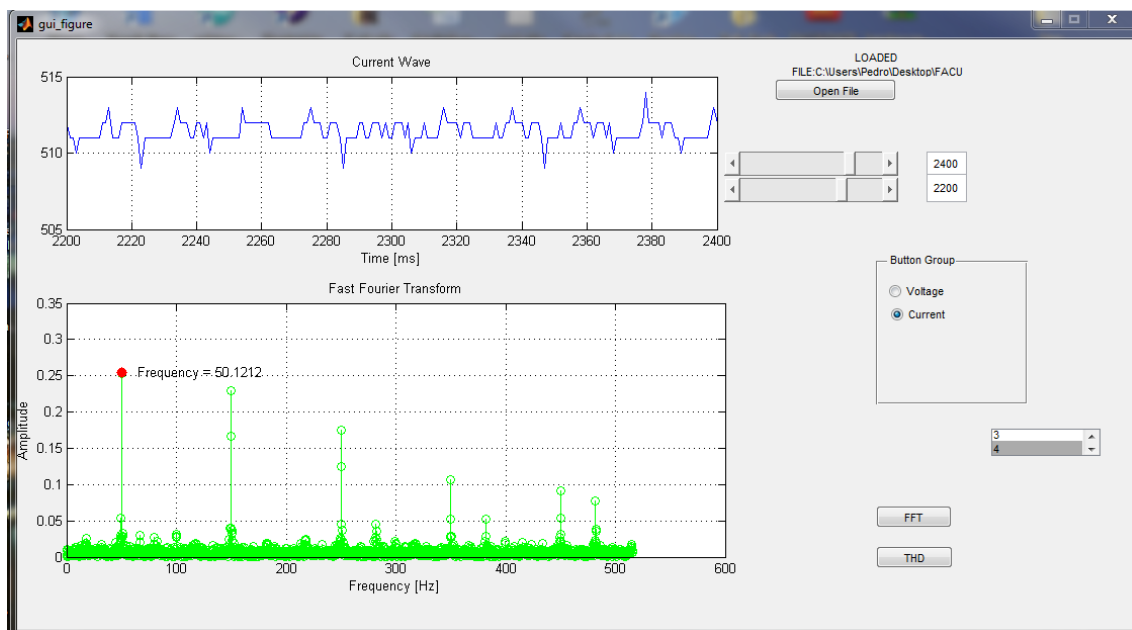 gui_figure
Current Wave
515
510
505
2200 2220 2240 2260 2280 2300 2320 2340 2360 2380 2400
Time [ms]
LOADED
FILE:C:\Users\Pedro\Desktop\FACU
Open File
2400
2200
Button Group
Voltage
Current
Fast Fourier Transform
0.35
0.3
0.25
0.2
0.15
0.1
0.05
0
Frequency = 50.1212
Amplitude
0 100 200 300 400 500 600
Frequency [Hz]
3
4
FFT
THD